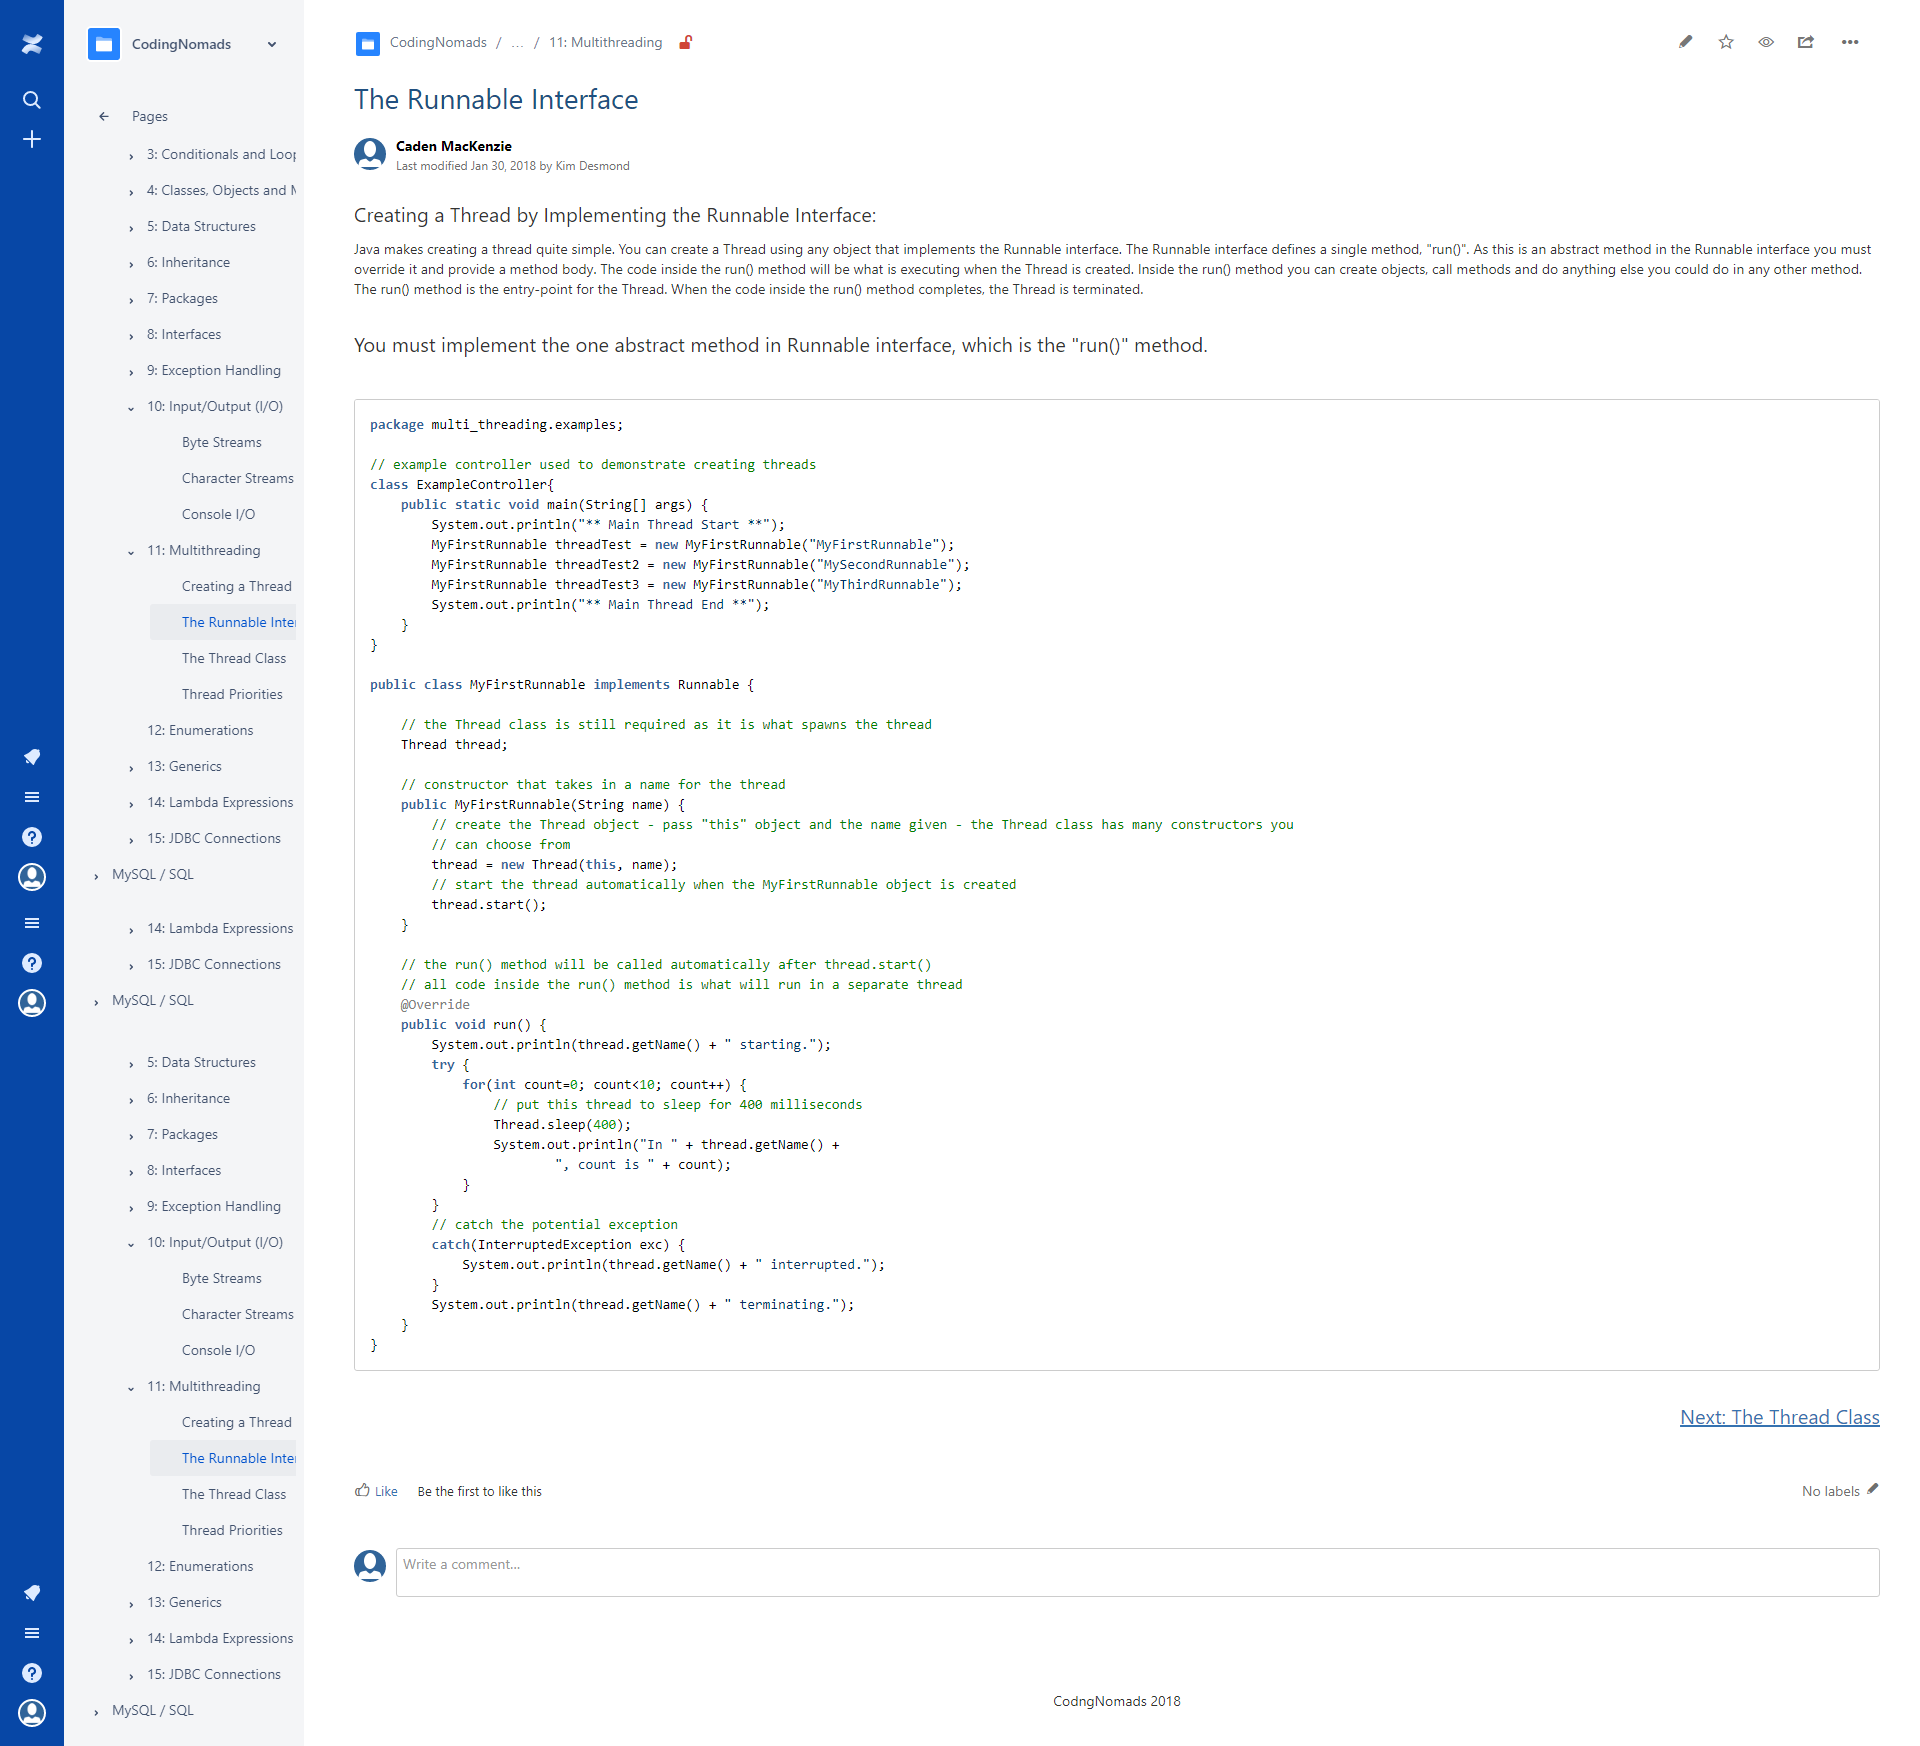 CodingNomads
Pages
3: Conditionals and Loop
4: Classes, Objects and M
5: Data Structures
6: Inheritance
7: Packages
8: Interfaces
9: Exception Handling
10: Input/Output (I/O)
Byte Streams
Character Streams
Console I/O
11: Multithreading
Creating a Thread
The Runnable Inter
The Thread Class
Thread Priorities
12: Enumerations
13: Generics
14: Lambda Expressions
15: JDBC Connections
MySQL / SQL
14: Lambda Expressions
15: JDBC Connections
MySQL / SQL
5: Data Structures
6: Inheritance
7: Packages
8: Interfaces
9: Exception Handling
10: Input/Output (I/O)
Byte Streams
Character Streams
Console I/O
11: Multithreading
Creating a Thread
The Runnable Inter
The Thread Class
Thread Priorities
12: Enumerations
13: Generics
14: Lambda Expressions
15: JDBC Connections
MySQL / SQL
CodingNomads / ... / 11: Multithreading
The Runnable Interface
Caden MacKenzie
Last modified Jan 30, 2018 by Kim Desmond
Creating a Thread by Implementing the Runnable Interface:
Java makes creating a thread quite simple. You can create a Thread using any object that implements the Runnable interface. The Runnable interface defines a single method, "run()". As this is an abstract method in the Runnable interface you must
override it and provide a method body. The code inside the run() method will be what is executing when the Thread is created. Inside the run() method you can create objects, call methods and do anything else you could do in any other method.
The run() method is the entry-point for the Thread. When the code inside the run() method completes, the Thread is terminated.
You must implement the one abstract method in Runnable interface, which is the "run()" method.
package multi_threading.examples;
// example controller used to demonstrate creating threads
class ExampleController{
    public static void main(String[] args) {
        System.out.println("** Main Thread Start **");
        MyFirstRunnable threadTest = new MyFirstRunnable("MyFirstRunnable");
        MyFirstRunnable threadTest2 = new MyFirstRunnable("MySecondRunnable");
        MyFirstRunnable threadTest3 = new MyFirstRunnable("MyThirdRunnable");
        System.out.println("** Main Thread End **");
    }
}
public class MyFirstRunnable implements Runnable {
    // the Thread class is still required as it is what spawns the thread
    Thread thread;
    // constructor that takes in a name for the thread
    public MyFirstRunnable(String name) {
        // create the Thread object - pass "this" object and the name given - the Thread class has many constructors you
        // can choose from
        thread = new Thread(this, name);
        // start the thread automatically when the MyFirstRunnable object is created
        thread.start();
    }
    // the run() method will be called automatically after thread.start()
    // all code inside the run() method is what will run in a separate thread
    @Override
    public void run() {
        System.out.println(thread.getName() + " starting.");
        try {
            for(int count=0; count<10; count++) {
                // put this thread to sleep for 400 milliseconds
                Thread.sleep(400);
                System.out.println("In " + thread.getName() +
                        ", count is " + count);
            }
        }
        // catch the potential exception
        catch(InterruptedException exc) {
            System.out.println(thread.getName() + " interrupted.");
        }
        System.out.println(thread.getName() + " terminating.");
    }
}
Next: The Thread Class
Like Be the first to like this
No labels
Write a comment...
CodngNomads 2018